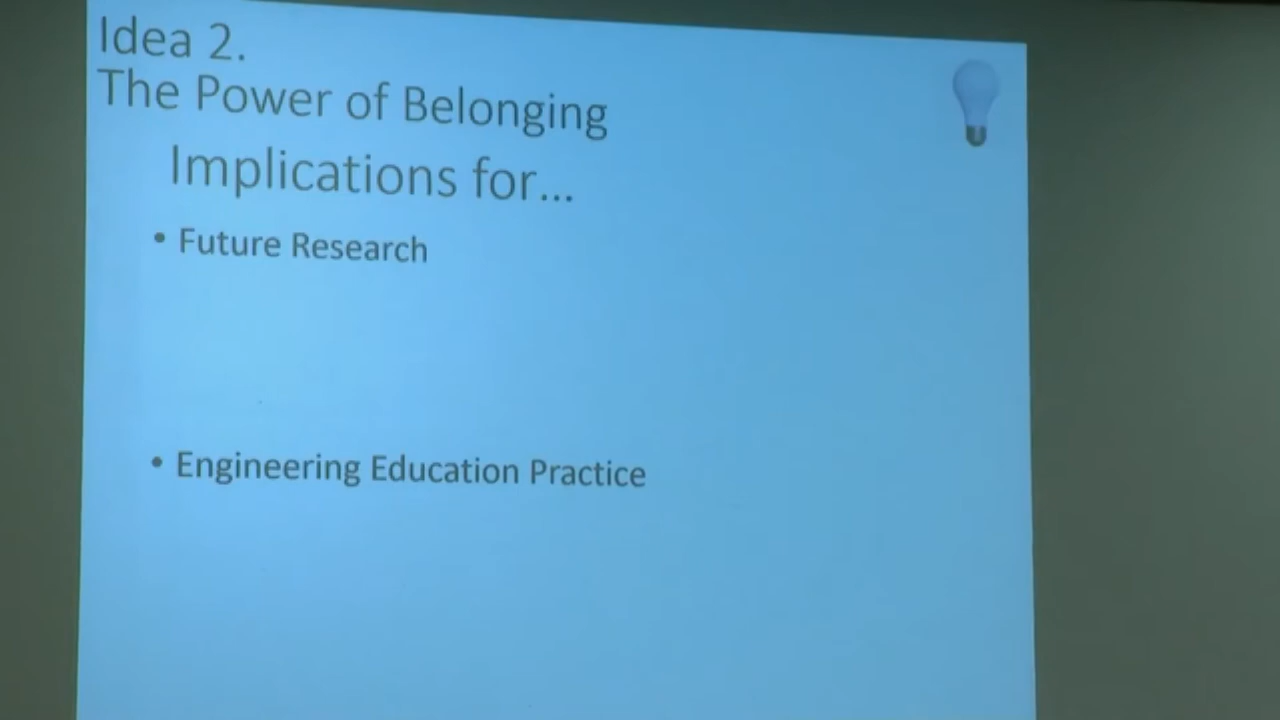 Idea 2.
The Power of Belonging
Implications for...
• Future Research
• Engineering Education Practice